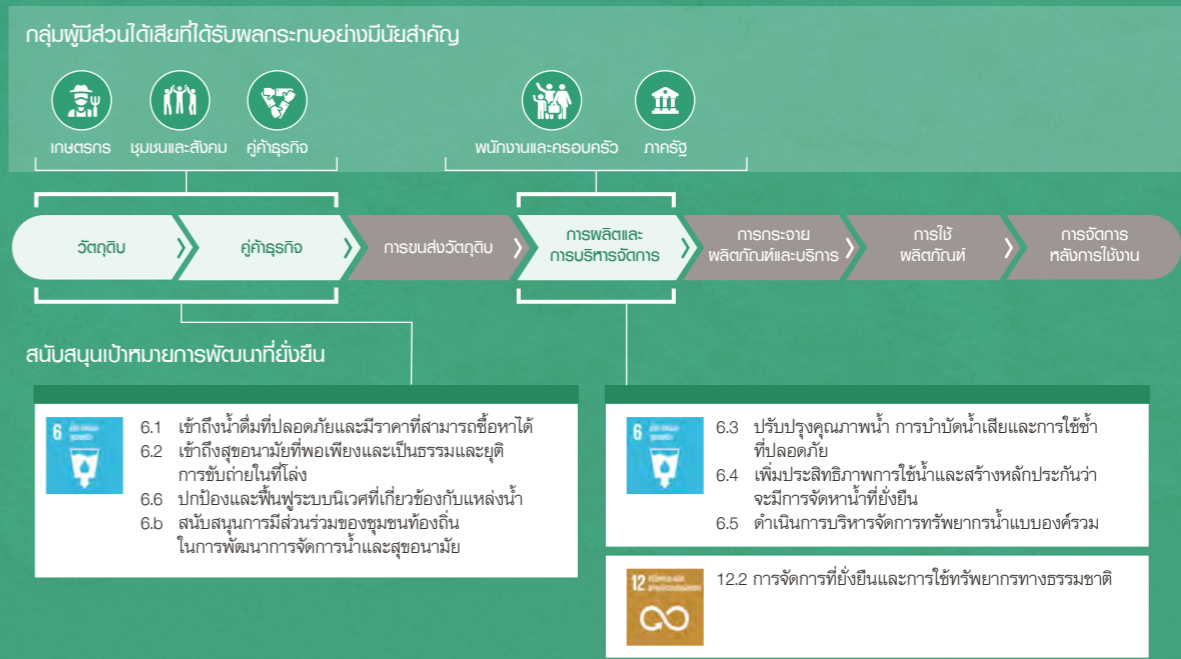 กลุ่มผู้มีส่วนได้เสียที่ได้รับผลกระทบอย่างมีนัยสำคัญ
เกษตรกร
ชุมชนและสังคม
คู่ค้าธุรกิจ
พนักงานและครอบครัว
ภาครัฐ
วัตถุดิบ
คู่ค้าธุรกิจ
การขนส่งวัตถุดิบ
การผลิตและ
การบริหารจัดการ
การกระจาย
ผลิตภัณฑ์และบริการ
การใช้
ผลิตภัณฑ์
การจัดการ
หลังการใช้งาน
สนับสนุนเป้าหมายการพัฒนาที่ยั่งยืน
6
6.1 เข้าถึงน้ำดื่มที่ปลอดภัยและมีราคาที่สามารถซื้อหาได้
6.2 เข้าถึงสุขอนามัยที่พอเพียงและเป็นธรรมและยุติ
การขับถ่ายในที่โล่ง
6.6 ปกป้องและฟื้นฟูระบบนิเวศที่เกี่ยวข้องกับแหล่งน้ำ
6.b สนับสนุนการมีส่วนร่วมของชุมชนท้องถิ่น
ในการพัฒนาการจัดการน้ำและสุขอนามัย
6
6.3 ปรับปรุงคุณภาพน้ำ การบำบัดน้ำเสียและการใช้ซ้ำ
ที่ปลอดภัย
6.4 เพิ่มประสิทธิภาพการใช้น้ำและสร้างหลักประกันว่า
จะมีการจัดหาน้ำที่ยั่งยืน
6.5 ดำเนินการบริหารจัดการทรัพยากรน้ำแบบองค์รวม
12
12.2 การจัดการที่ยั่งยืนและการใช้ทรัพยากรทางธรรมชาติ